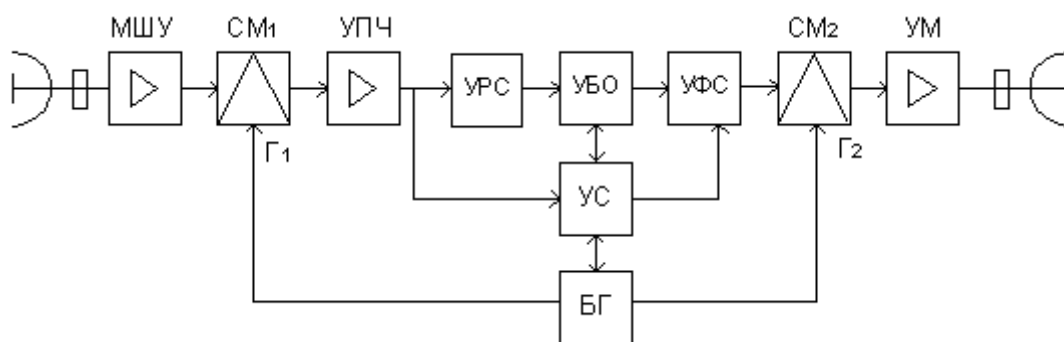 МШУ СМ1 УПЧ СМ2 УМ
УРС УБО УФС
Г1 Г2
УС
БГ